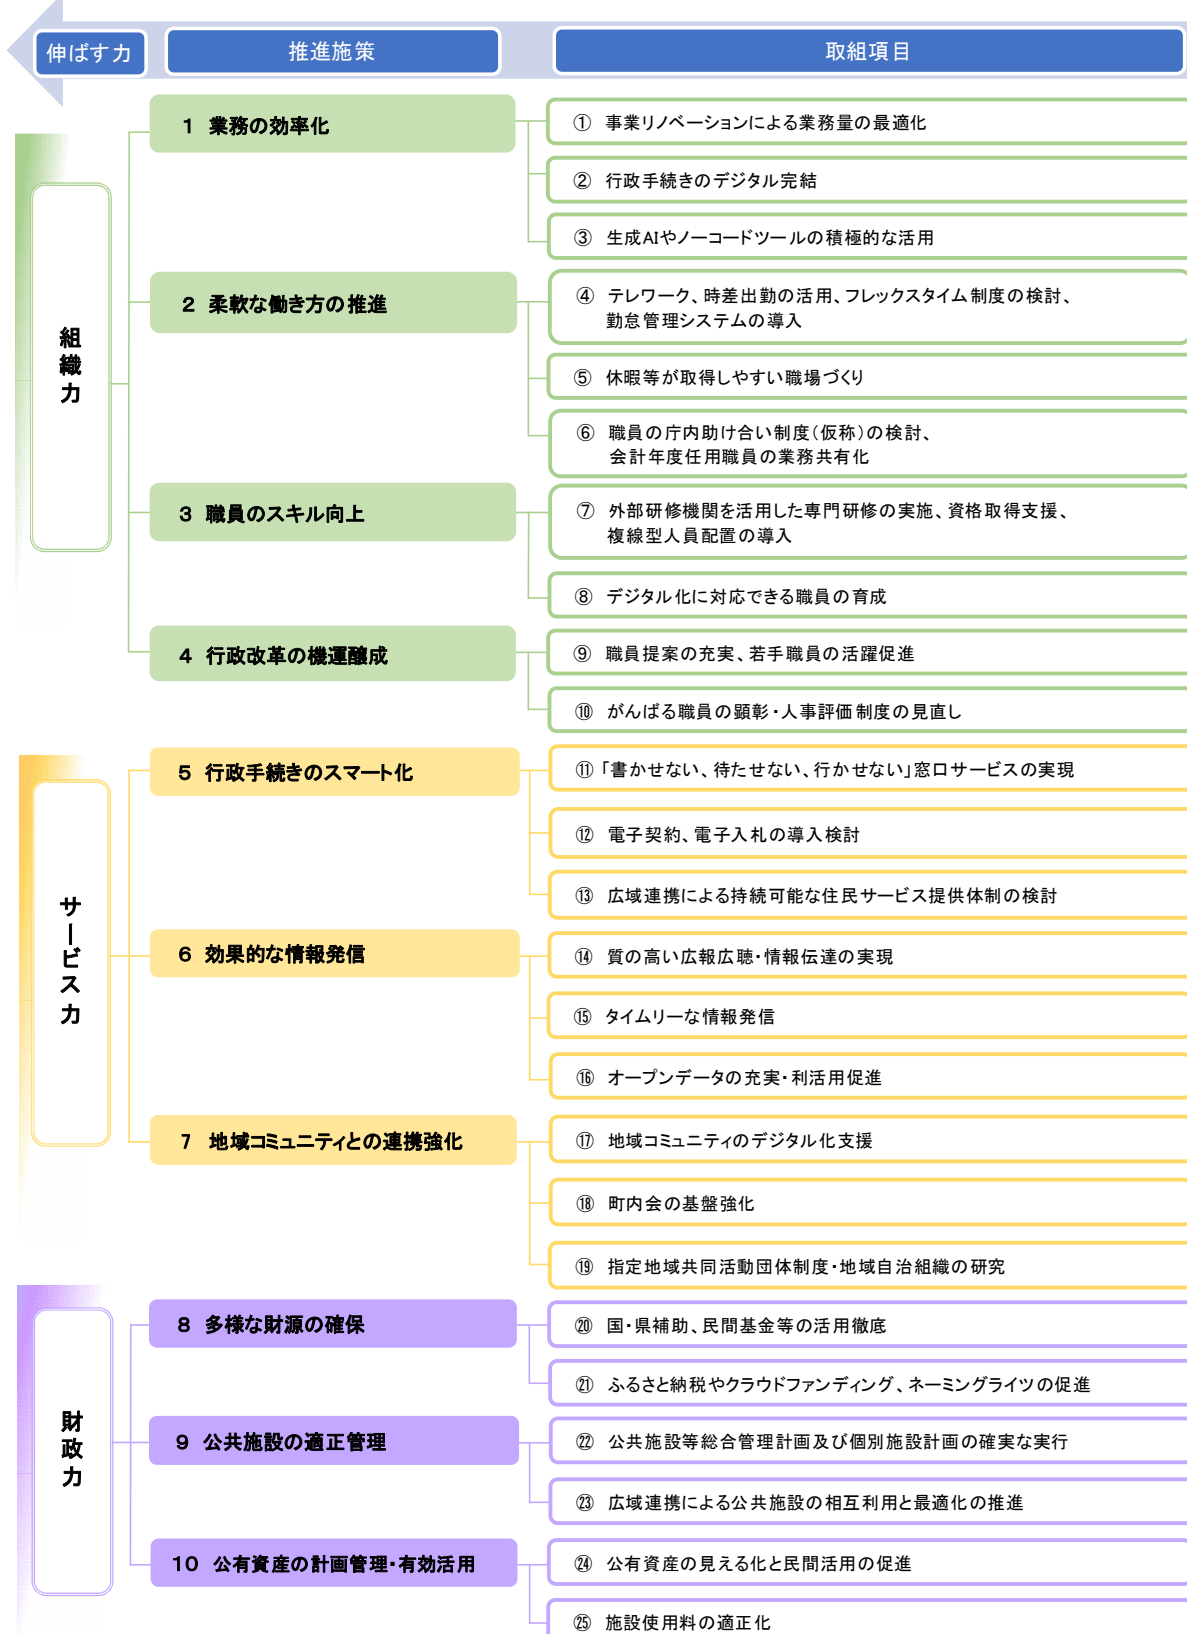 伸ばす力
推進施策
取組項目
組織力
1 業務の効率化
① 事業リノベーションによる業務量の最適化
② 行政手続きのデジタル完結
③ 生成AIやノーコードツールの積極的な活用
2 柔軟な働き方の推進
④ テレワーク、時差出勤の活用、フレックスタイム制度の検討、
勤怠管理システムの導入
⑤ 休暇等が取得しやすい職場づくり
⑥ 職員の庁内助け合い制度(仮称)の検討、
会計年度任用職員の業務共有化
3 職員のスキル向上
⑦ 外部研修機関を活用した専門研修の実施、資格取得支援、
複線型人員配置の導入
⑧ デジタル化に対応できる職員の育成
4 行政改革の機運醸成
⑨ 職員提案の充実、若手職員の活躍促進
⑩ がんばる職員の顕彰・人事評価制度の見直し
サービス力
5 行政手続きのスマート化
⑪「書かせない、待たせない、行かせない」窓口サービスの実現
⑫ 電子契約、電子入札の導入検討
⑬ 広域連携による持続可能な住民サービス提供体制の検討
6 効果的な情報発信
⑭ 質の高い広報広聴・情報伝達の実現
⑮ タイムリーな情報発信
⑯ オープンデータの充実・利活用促進
7 地域コミュニティとの連携強化
⑰ 地域コミュニティのデジタル化支援
⑱ 町内会の基盤強化
⑲ 指定地域共同活動団体制度・地域自治組織の研究
財政力
8 多様な財源の確保
⑳ 国・県補助、民間基金等の活用徹底
㉑ ふるさと納税やクラウドファンディング、ネーミングライツの促進
9 公共施設の適正管理
㉒ 公共施設等総合管理計画及び個別施設計画の確実な実行
㉓ 広域連携による公共施設の相互利用と最適化の推進
10 公有資産の計画管理・有効活用
㉔ 公有資産の見える化と民間活用の促進
㉕ 施設使用料の適正化